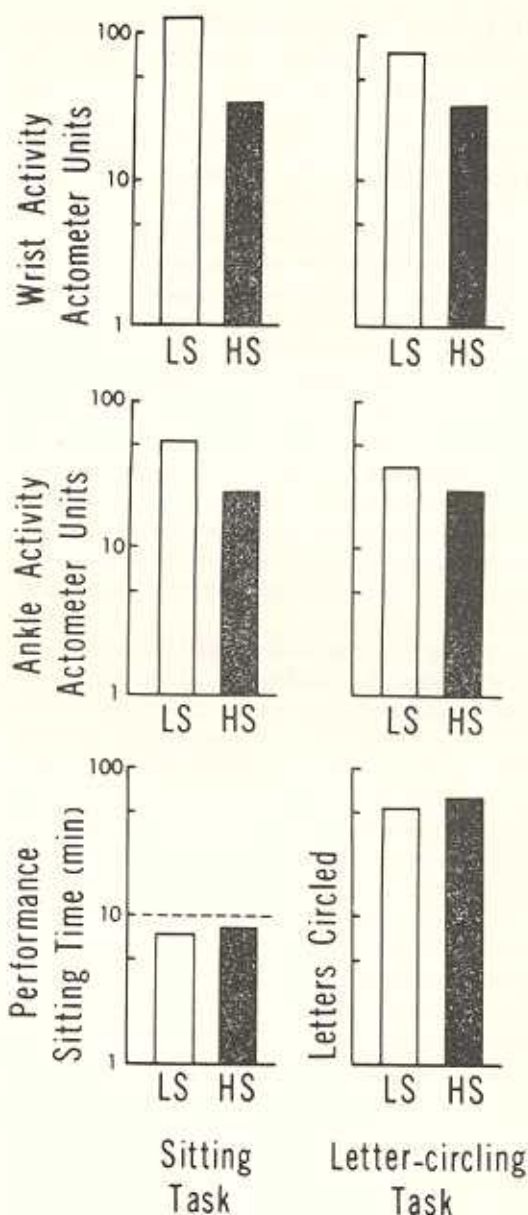 100
10
1
Wrist Activity
Actometer Units
LS HS
LS HS
100
10
1
Ankle Activity
Actometer Units
LS HS
LS HS
100
10
1
Performance
Sitting Time (min)
Letters Circled
LS HS
LS HS
Sitting
Task
Letter-circling
Task